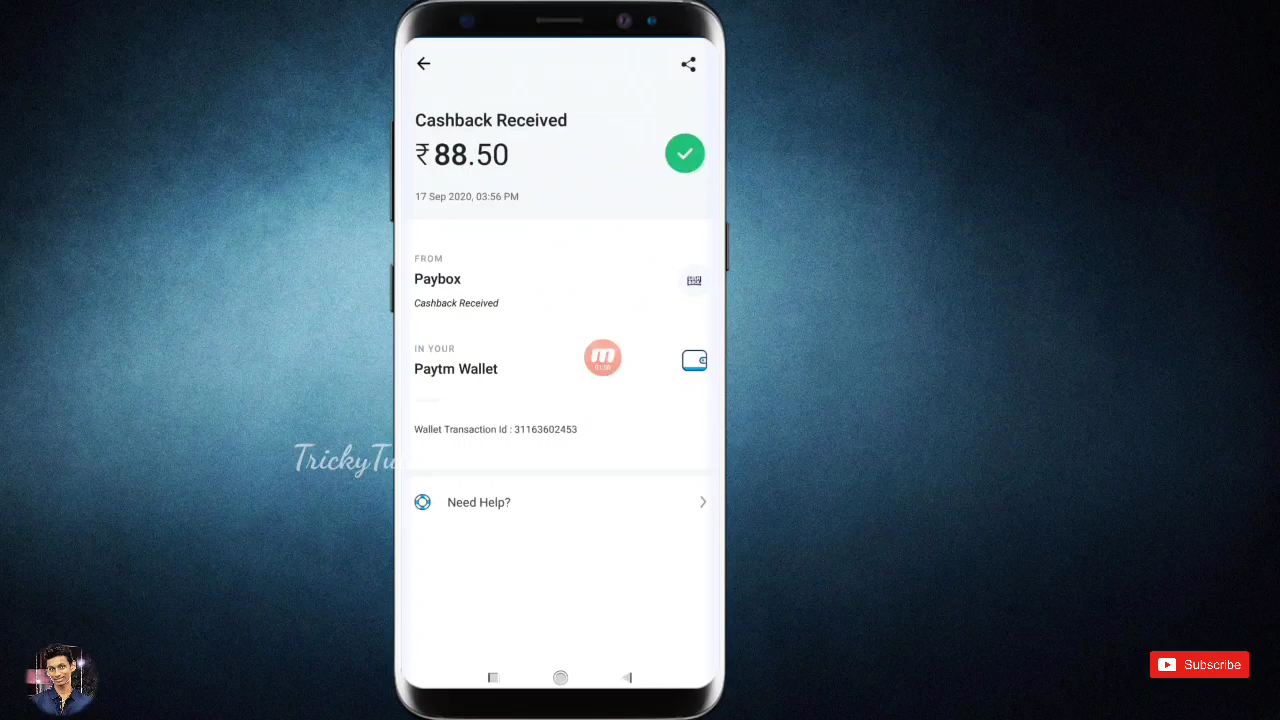 Cashback Received
₹88.50
17 Sep 2020, 03:56 PM
FROM
Paybox
Cashback Received
IN YOUR
Paytm Wallet
m
Wallet Transaction Id : 31163602453
TrickyTu
Need Help?
Subscribe